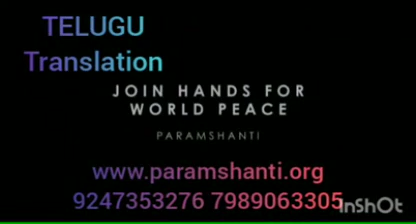 TELUGU
Translation
JOIN HANDS FOR
WORLD PEACE
PARAMSHANTI
www.paramshanti.org
9247353276 7989063305
InShOt